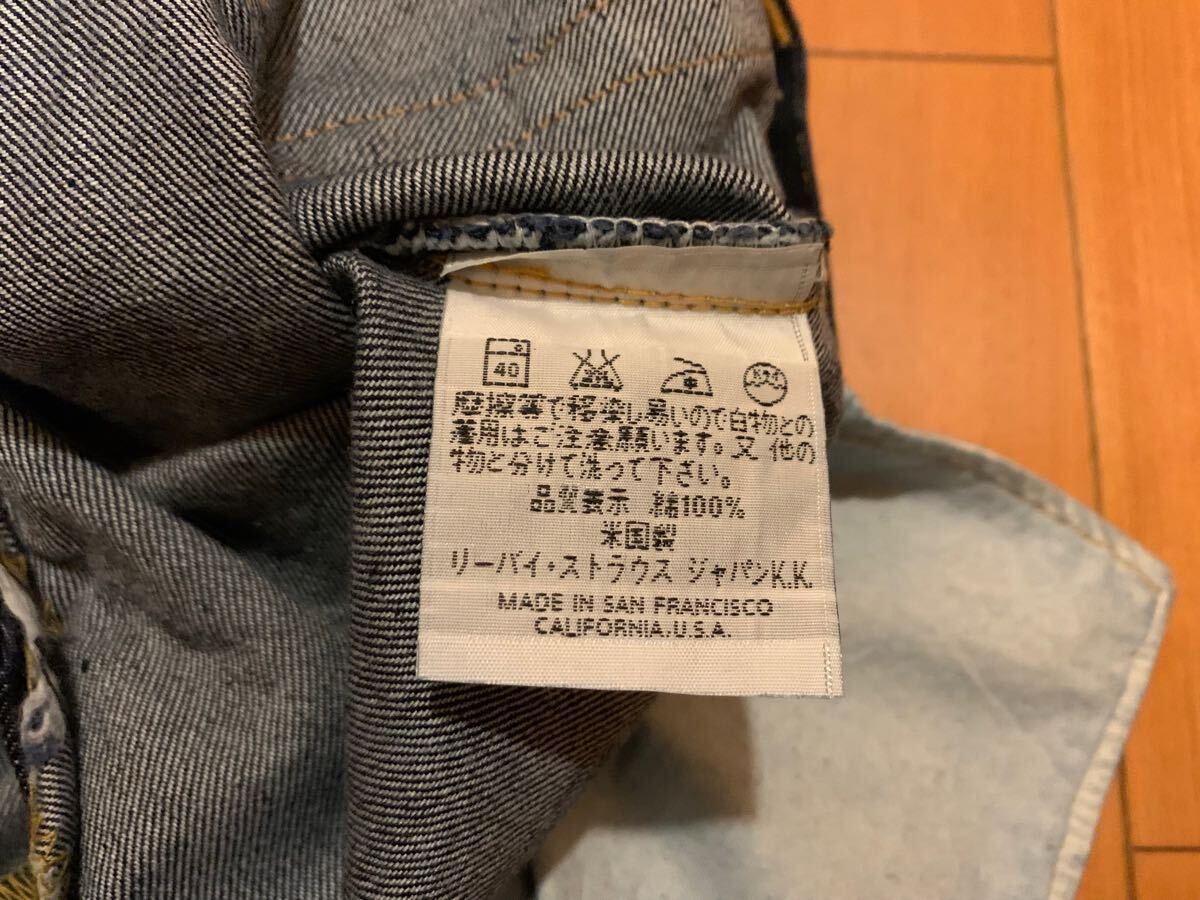 40
摩擦等で移染し易いので白物との
着用はご注意願います。又 他の
物と分けて洗って下さい。
品質表示 綿100%
米国製
リーバイ・ストラウス ジャパンK.K.
MADE IN SAN FRANCISCO
CALIFORNIA.U.S.A.